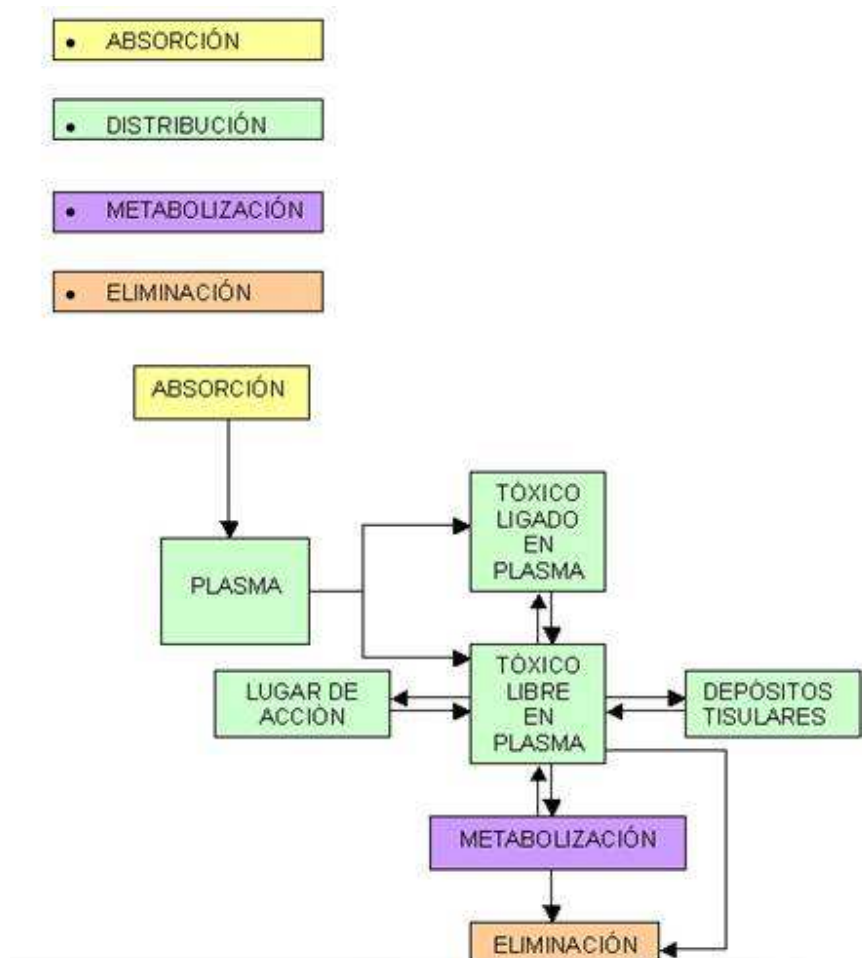 • ABSORCIÓN
• DISTRIBUCIÓN
• METABOLIZACIÓN
• ELIMINACIÓN
ABSORCIÓN
PLASMA
TÓXICO
LIGADO
EN
PLASMA
TÓXICO
LIBRE
EN
PLASMA
LUGAR DE
ACCIÓN
DEPÓSITOS
TISULARES
METABOLIZACIÓN
ELIMINACIÓN